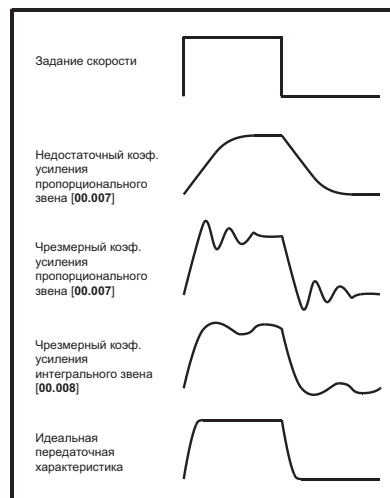 Задание скорости
Недостаточный коэф.
усиления
пропорционального
звена [00.007]
Чрезмерный коэф.
усиления
пропорционального
звена [00.007]
Чрезмерный коэф.
усиления
интегрального звена
[00.008]
Идеальная
передаточная
характеристика